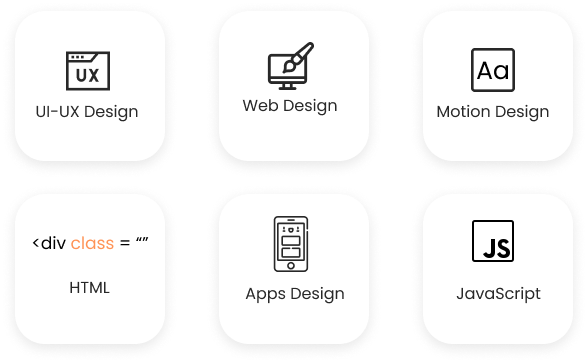 UX
UI-UX Design
Web Design
Aa
Motion Design
<div class = “”
HTML
Apps Design
JS
JavaScript